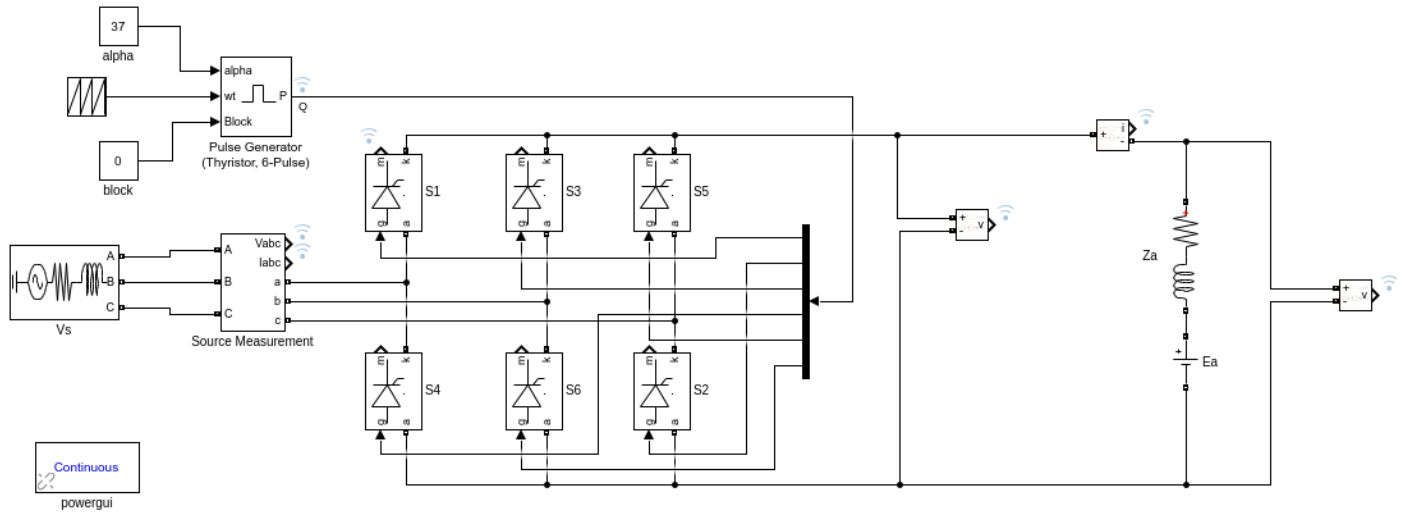 37
alpha
alpha
wt
P
Block
Q
Pulse Generator
(Thyristor, 6-Pulse)
0
block
m
k
g
a
S1
m
k
g
a
S3
m
k
g
a
S5
i
+
-
+
-
v
A
B
C
Vs
A
B
C
Vabc
Iabc
a
b
c
Source Measurement
Za
+
+
-
v
m
k
g
a
S4
m
k
g
a
S6
m
k
g
a
S2
+
Ea
Continuous
powergui